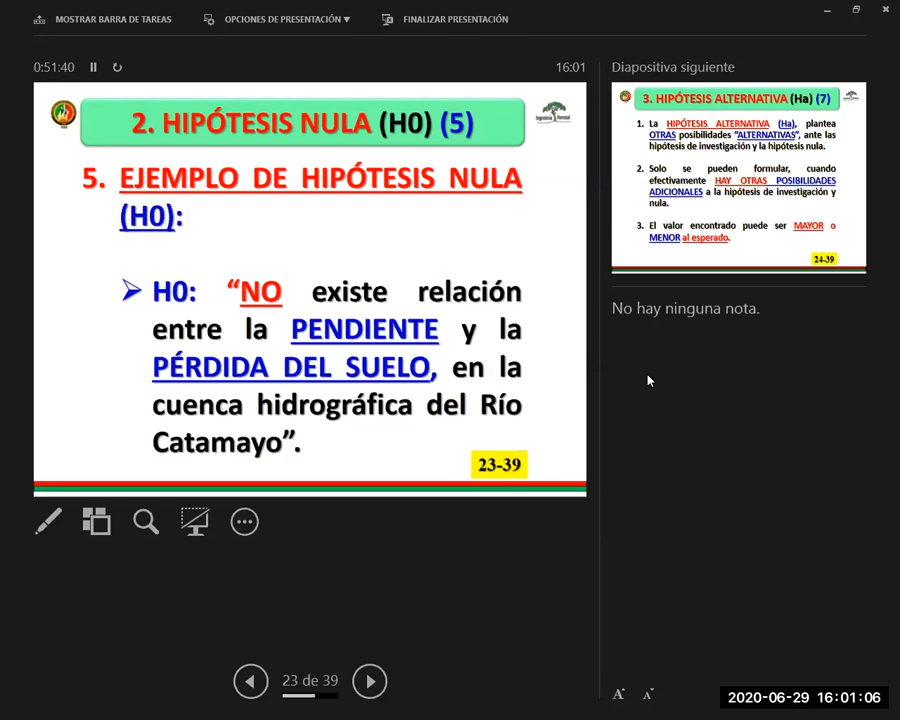 MOSTRAR BARRA DE TAREAS
OPCIONES DE PRESENTACIÓN ▼
FINALIZAR PRESENTACIÓN
0:51:40
16:01
2. HIPÓTESIS NULA (H0) (5)
5. EJEMPLO DE HIPÓTESIS NULA
(H0):
➢ H0: “NO existe relación
entre la PENDIENTE y la
PÉRDIDA DEL SUELO, en la
cuenca hidrográfica del Río
Catamayo”.
23-39
Diapositiva siguiente
3. HIPÓTESIS ALTERNATIVA (Ha) (7)
1. La HIPÓTESIS ALTERNATIVA (Ha), plantea
OTRAS posibilidades “ALTERNATIVAS”, ante las
hipótesis de investigación y la hipótesis nula.
2. Solo se pueden formular, cuando
efectivamente HAY OTRAS POSIBILIDADES
ADICIONALES a la hipótesis de investigación y
nula.
3. El valor encontrado puede ser MAYOR o
MENOR al esperado.
24-39
No hay ninguna nota.
23 de 39
A A
2020-06-29 16:01:06